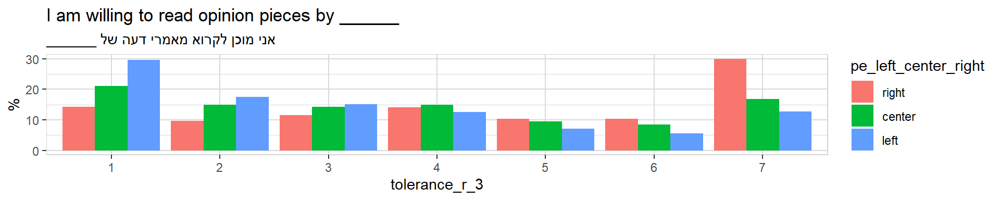 I am willing to read opinion pieces by ______
אני מוכן לקרוא מאמרי דעה של ______
30
20
10
0
%
1 2 3 4 5 6 7
tolerance_r_3
pe_left_center_right
right
center
left